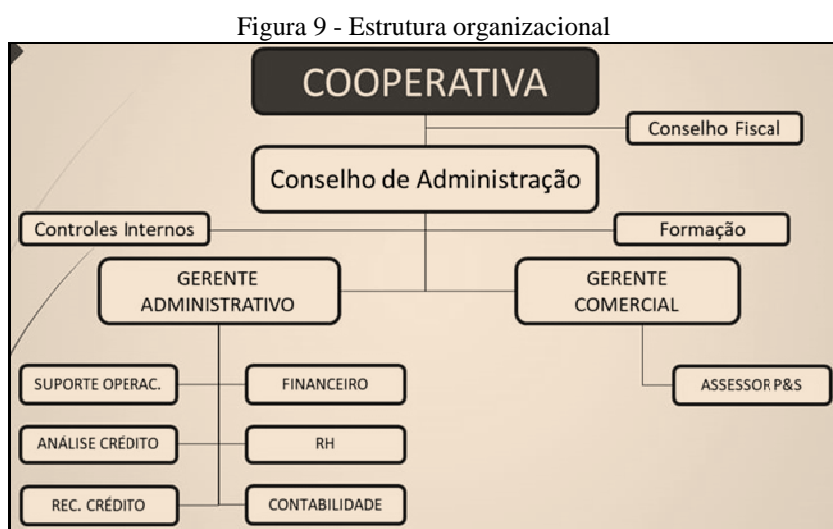 Figura 9 - Estrutura organizacional
COOPERATIVA
Conselho Fiscal
Conselho de Administração
Controles Internos
Formação
GERENTE
ADMINISTRATIVO
GERENTE
COMERCIAL
SUPORTE OPERAC.
FINANCEIRO
ASSESSOR P&S
ANÁLISE CRÉDITO
RH
REC. CRÉDITO
CONTABILIDADE